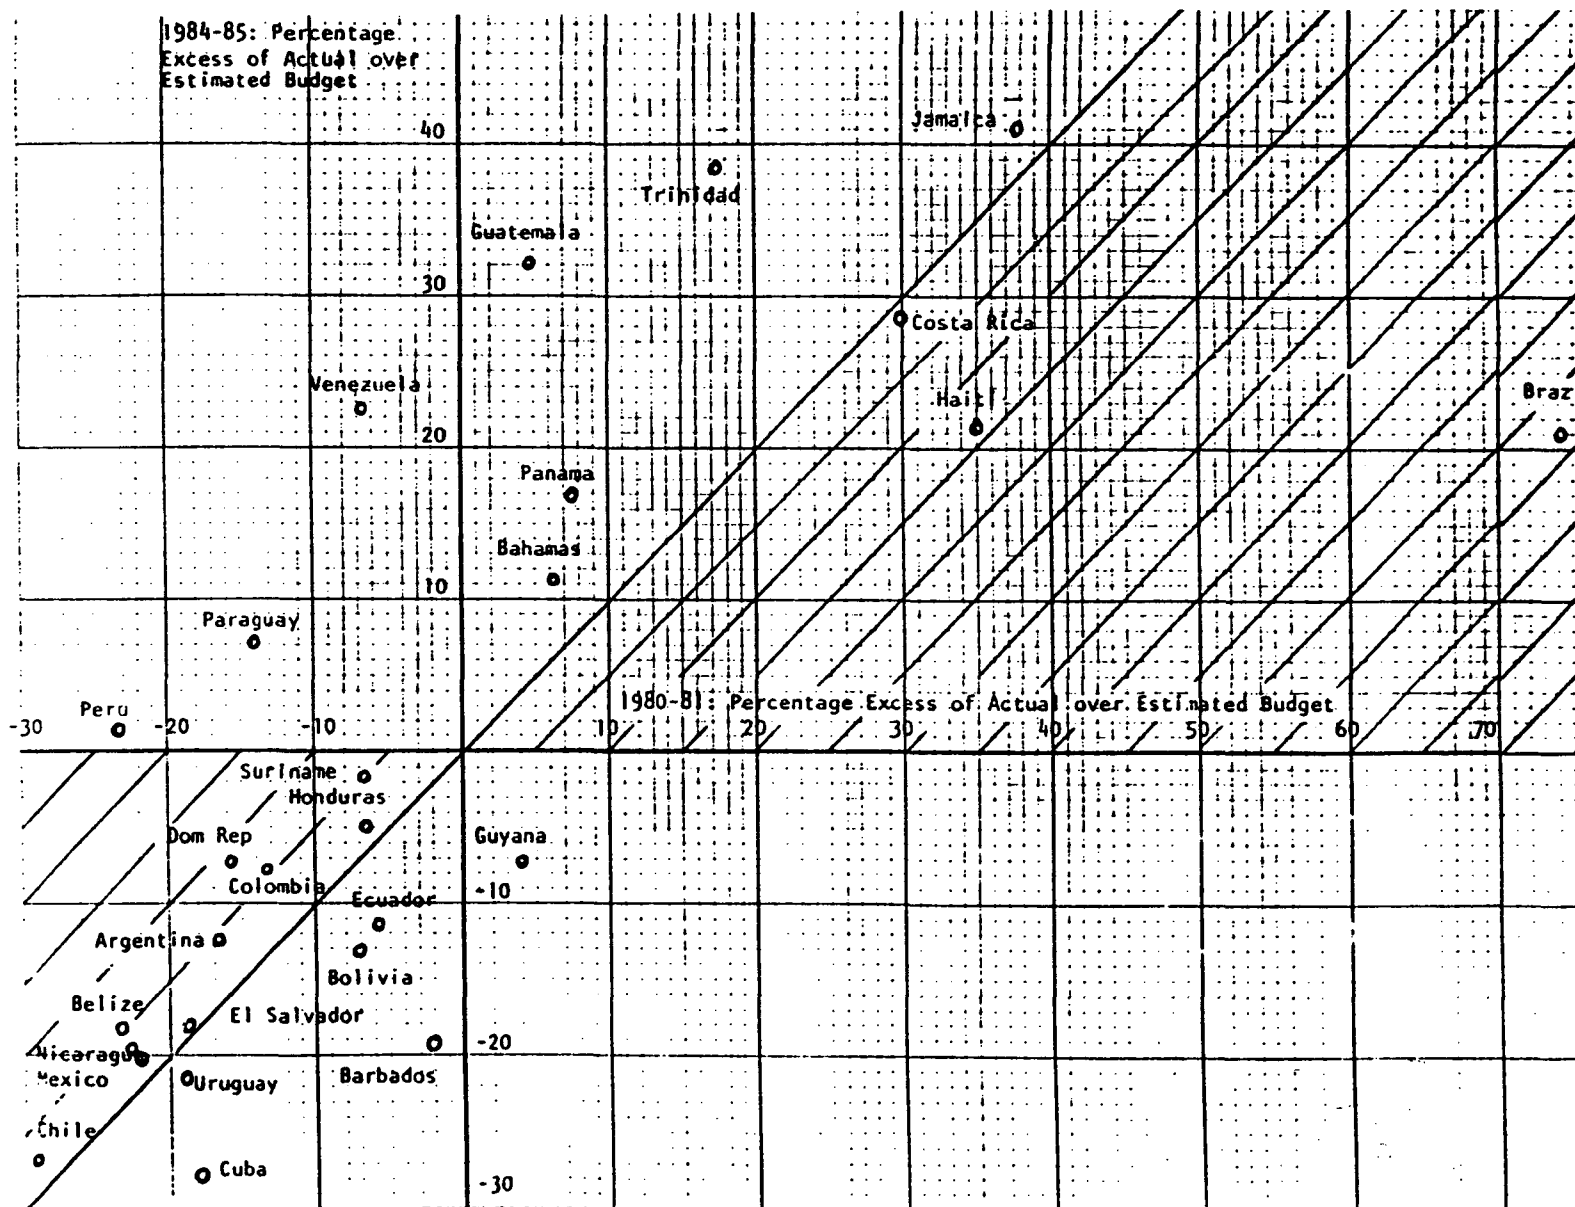 1984-85: Percentage
Excess of Actual over
Estimated Budget
40
Jamaica
Trinidad
Guatemala
30
Costa Rica
Venezuela
Haiti
Braz
20
Panama
Bahamas
10
Paraguay
1980-81: Percentage Excess of Actual over Estimated Budget
Peru
-30 -20 -10 10 20 30 40 50 60 70
Suriname
Honduras
Dom Rep
Guyana
Colombia
-10
Ecuador
Argentina
Bolivia
Belize
El Salvador
-20
Nicaragua
Mexico
Uruguay
Barbados
Chile
Cuba
-30